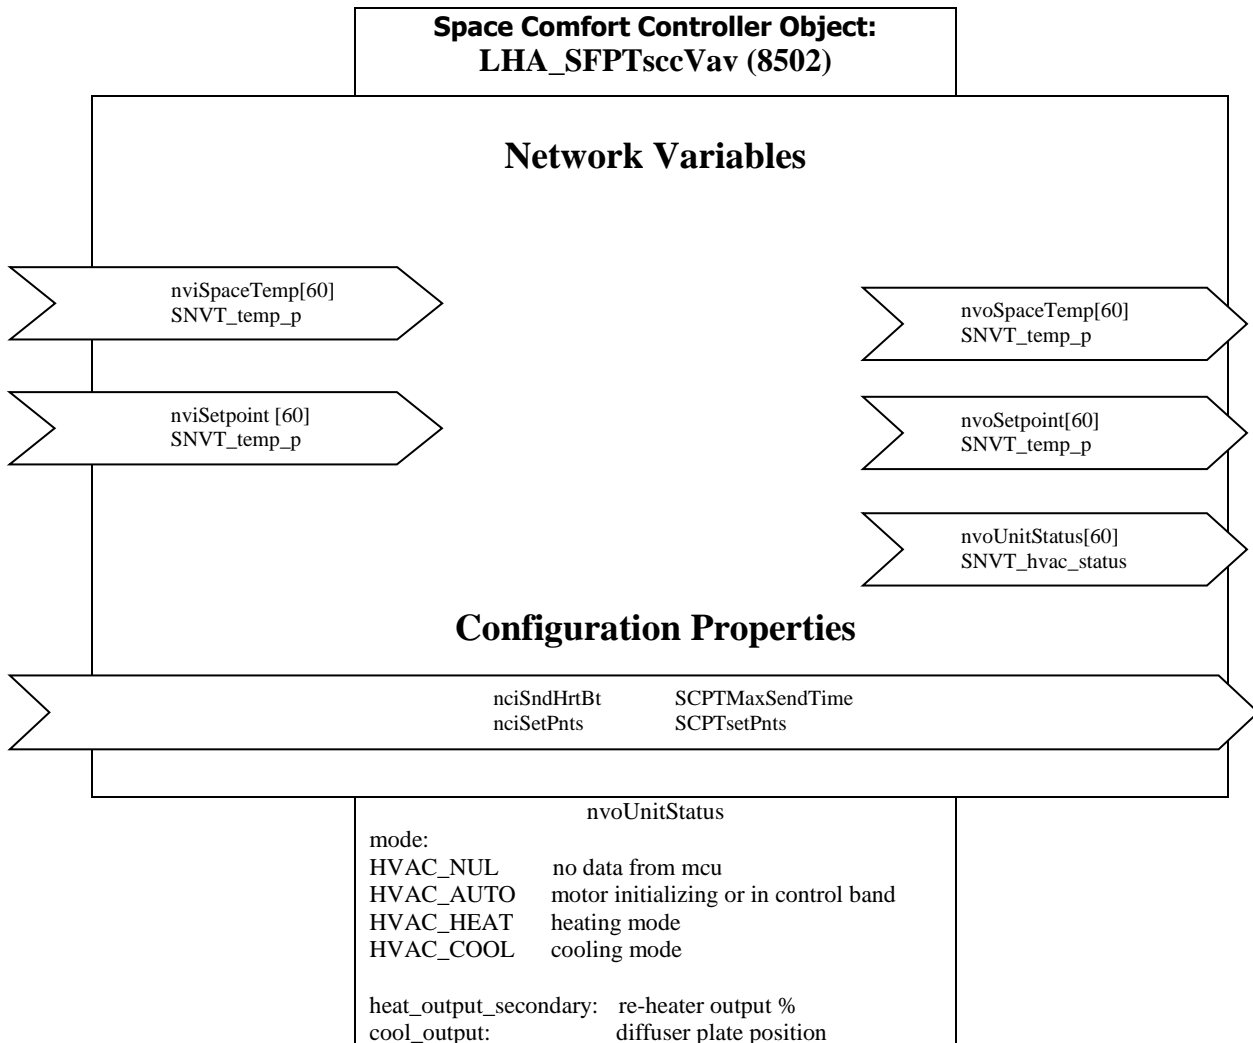 Space Comfort Controller Object:
LHA_SFPTsccVav (8502)
Network Variables
nviSpaceTemp[60]
SNVT_temp_p
nvoSpaceTemp[60]
SNVT_temp_p
nviSetpoint [60]
SNVT_temp_p
nvoSetpoint[60]
SNVT_temp_p
nvoUnitStatus[60]
SNVT_hvac_status
Configuration Properties
nciSndHrtBt SCPTMaxSendTime
nciSetPnts SCPTsetPnts
nvoUnitStatus
mode:
HVAC_NUL no data from mcu
HVAC_AUTO motor initializing or in control band
HVAC_HEAT heating mode
HVAC_COOL cooling mode
heat_output_secondary: re-heater output %
cool_output: diffuser plate position